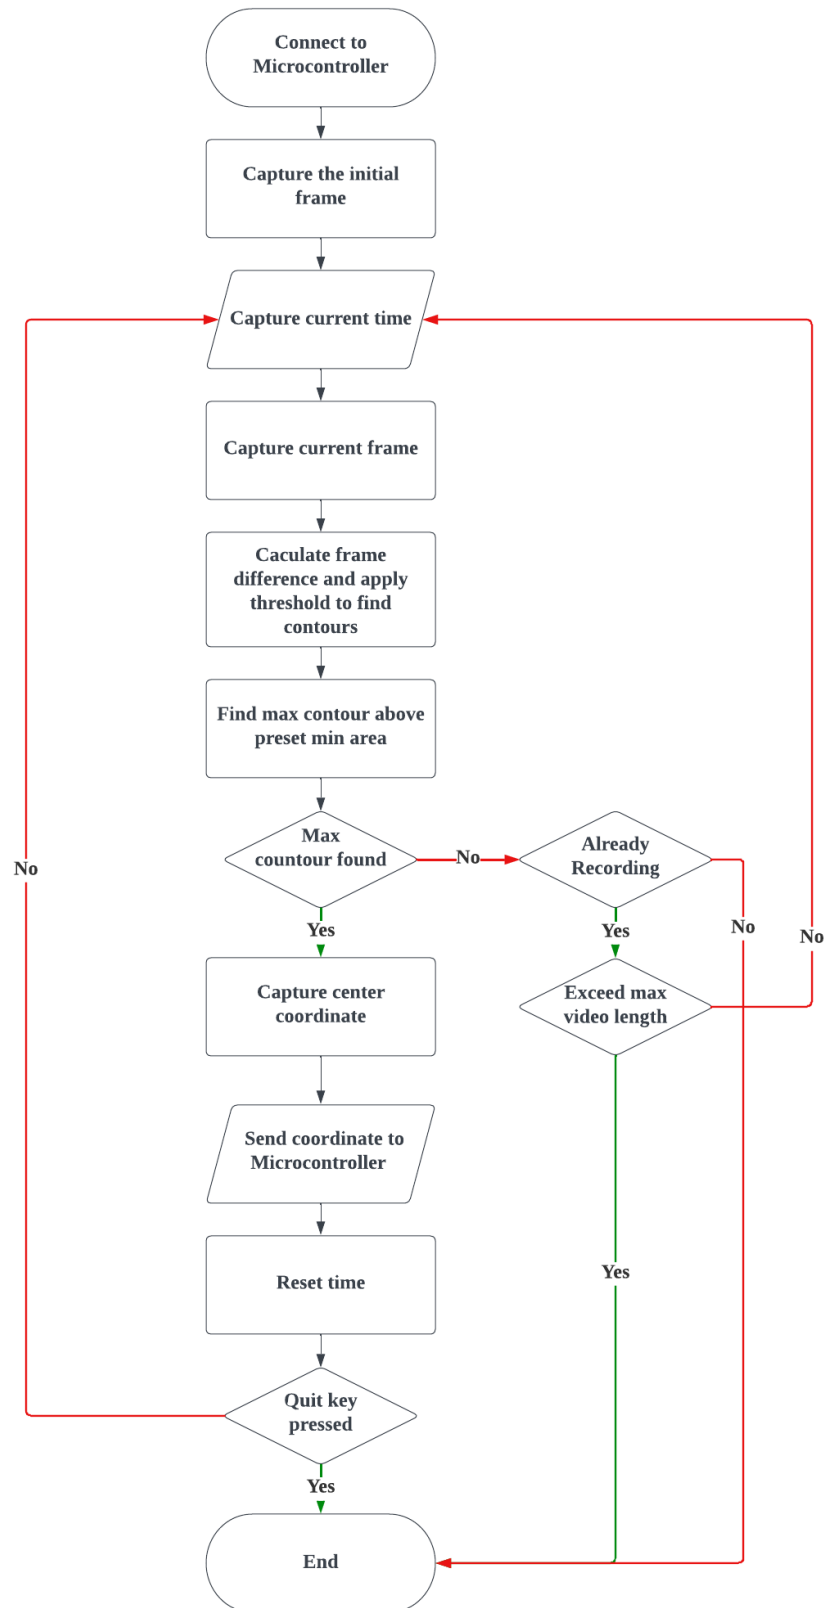 Connect to
Microcontroller
Capture the initial
frame
Capture current time
Capture current frame
Caculate frame
difference and apply
threshold to find
contours
Find max contour above
preset min area
Max
countour found
No
Already
Recording
No
Yes
Yes
No
No
Capture center
coordinate
Exceed max
video length
Send coordinate to
Microcontroller
Reset time
Yes
Quit key
pressed
Yes
End